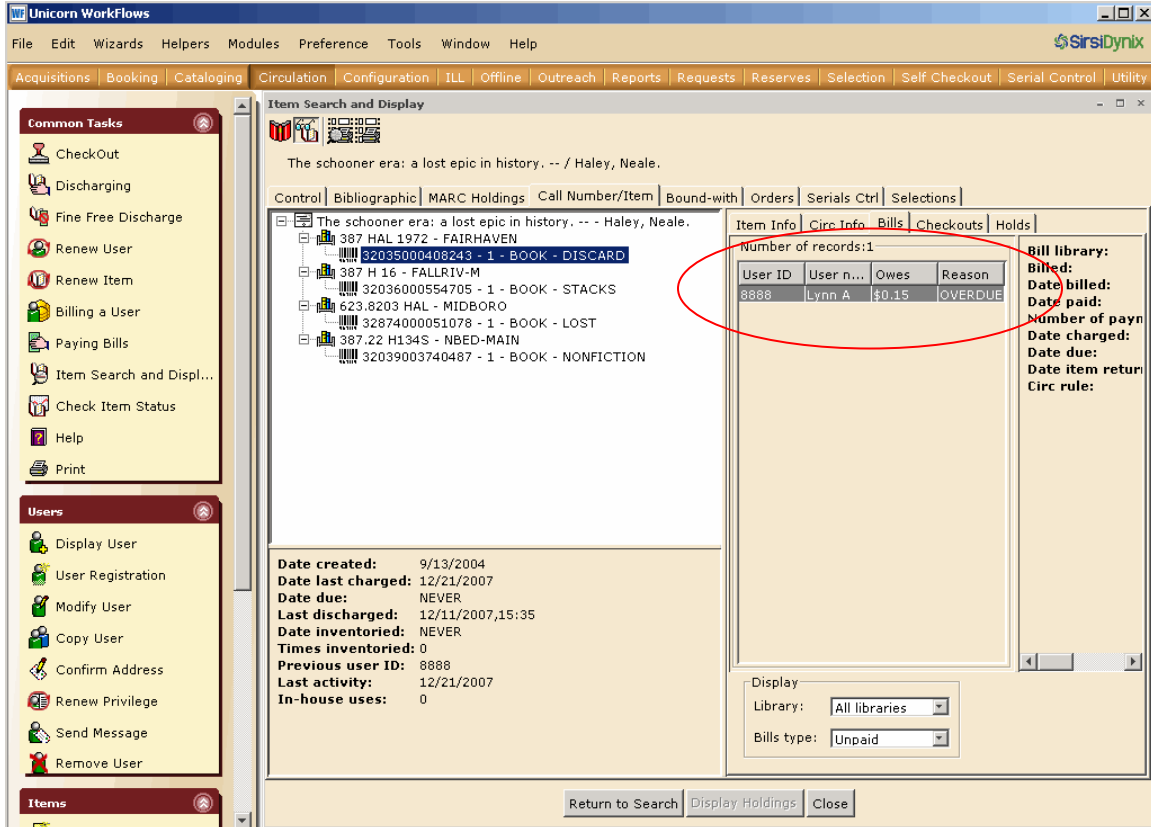 WF Unicorn WorkFlows
File Edit Wizards Helpers Modules Preference Tools Window Help
SirsiDynix
Acquisitions Booking Cataloging Circulation Configuration ILL Offline Outreach Reports Requests Reserves Selection Self Checkout Serial Control Utility
Common Tasks
CheckOut
Discharging
Fine Free Discharge
Renew User
Renew Item
Billing a User
Paying Bills
Item Search and Displ...
Check Item Status
Help
Print
Users
Display User
User Registration
Modify User
Copy User
Confirm Address
Renew Privilege
Send Message
Remove User
Items
Item Search and Display
The schooner era: a lost epic in history. -- / Haley, Neale.
Control Bibliographic MARC Holdings Call Number/Item Bound-with Orders Serials Ctrl Selections
The schooner era: a lost epic in history. -- - Haley, Neale.
387 HAL 1972 - FAIRHAVEN
32035000408243 - 1 - BOOK - DISCARD
387 H 16 - FALLRIV-M
32036000554705 - 1 - BOOK - STACKS
623.8203 HAL - MIDBORO
32874000051078 - 1 - BOOK - LOST
387.22 H134S - NBED-MAIN
32039003740487 - 1 - BOOK - NONFICTION
Date created: 9/13/2004
Date last charged: 12/21/2007
Date due: NEVER
Last discharged: 12/11/2007,15:35
Date inventoried: NEVER
Times inventoried: 0
Previous user ID: 8888
Last activity: 12/21/2007
In-house uses: 0
Item Info Circ Info Bills Checkouts Holds
Number of records:1
User ID User n... Owes Reason
8888 Lynn A $0.15 OVERDUE
Bill library:
Billed:
Date billed:
Date paid:
Number of payn
Date charged:
Date due:
Date item retur
Circ rule:
Display
Library: All libraries
Bills type: Unpaid
Return to Search Display Holdings Close